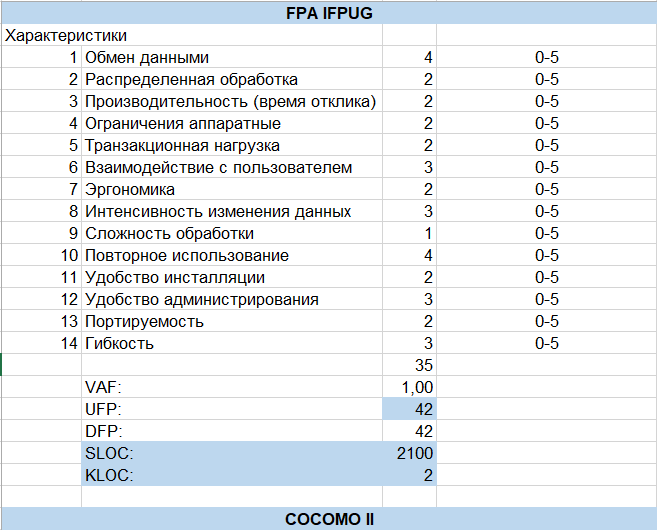 FPA IFPUG
Характеристики
1 Обмен данными 4 0-5
2 Распределенная обработка 2 0-5
3 Производительность (время отклика) 2 0-5
4 Ограничения аппаратные 2 0-5
5 Транзакционная нагрузка 2 0-5
6 Взаимодействие с пользователем 3 0-5
7 Эргономика 2 0-5
8 Интенсивность изменения данных 3 0-5
9 Сложность обработки 1 0-5
10 Повторное использование 4 0-5
11 Удобство инсталляции 2 0-5
12 Удобство администрирования 3 0-5
13 Портируемость 2 0-5
14 Гибкость 3 0-5
35
VAF: 1,00
UFP: 42
DFP: 42
SLOC: 2100
KLOC: 2
COCOMO II